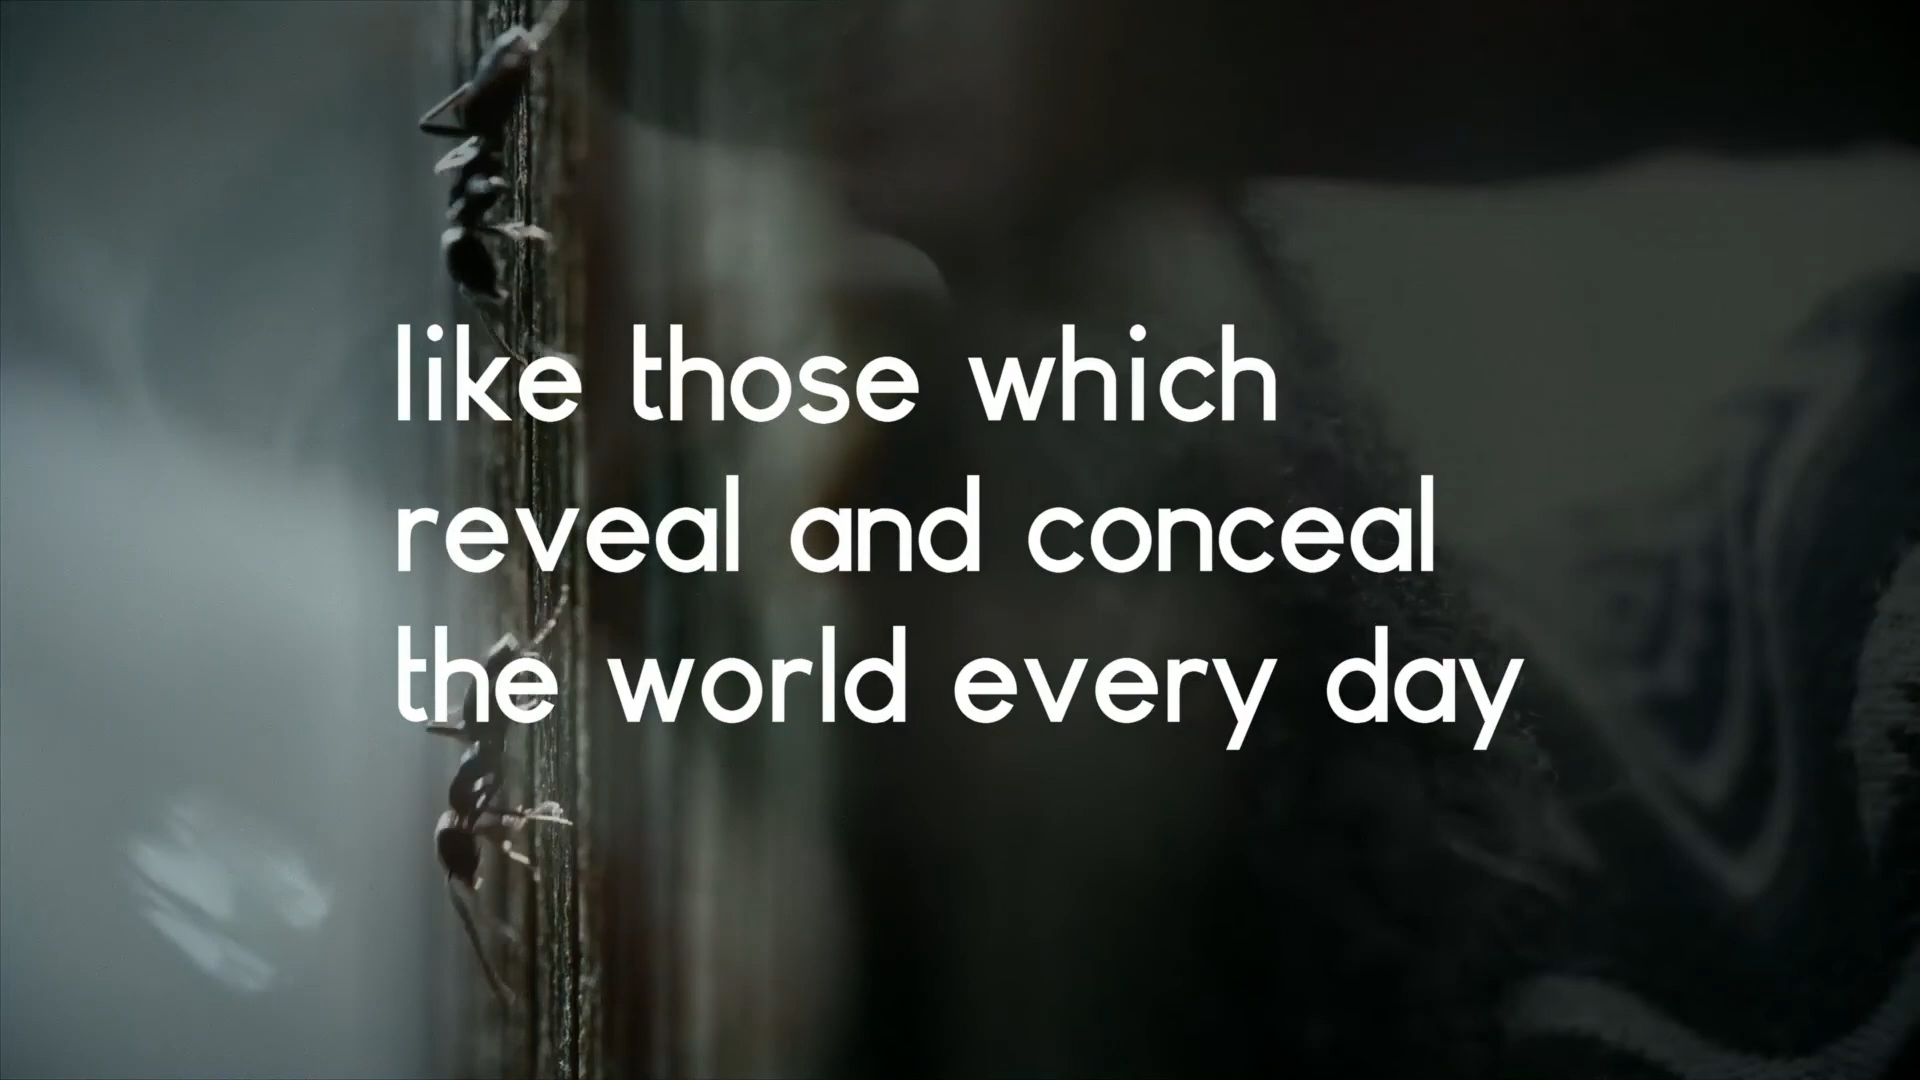 like those which
reveal and conceal
the world every day